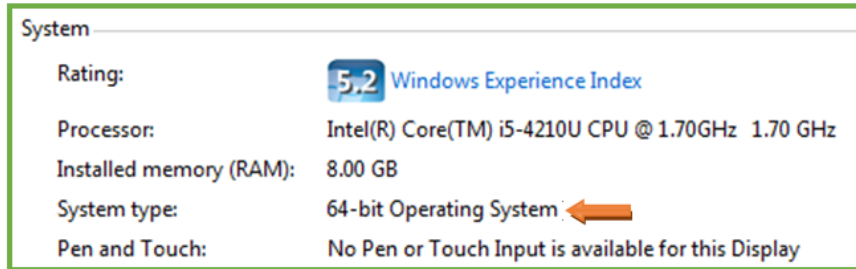 System
Rating: 5.2 Windows Experience Index
Processor: Intel(R) Core(TM) i5-4210U CPU @ 1.70GHz 1.70 GHz
Installed memory (RAM): 8.00 GB
System type: 64-bit Operating System
Pen and Touch: No Pen or Touch Input is available for this Display